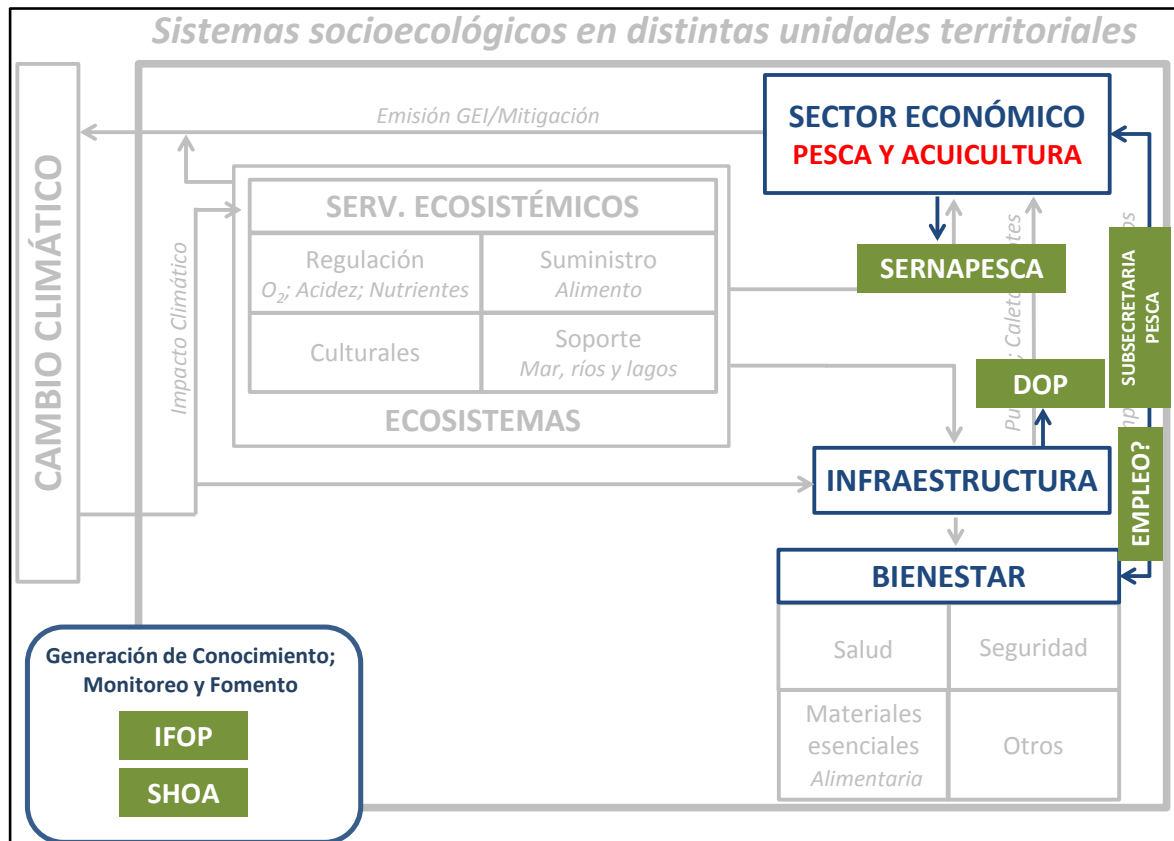 Sistemas socioecológicos en distintas unidades territoriales
CAMBIO CLIMÁTICO
Emisión GEI/Mitigación
Impacto Climático
SECTOR ECONÓMICO
PESCA Y ACUICULTURA
SERV. ECOSISTÉMICOS
Regulación
O2; Acidez; Nutrientes
Suministro
Alimento
Culturales
Soporte
Mar, ríos y lagos
ECOSISTEMAS
SERNAPESCA
SUBSECRETARIA
PESCA
DOP
EMPLEO?
INFRAESTRUCTURA
BIENESTAR
Salud
Seguridad
Materiales
esenciales
Alimentaria
Otros
Generación de Conocimiento;
Monitoreo y Fomento
IFOP
SHOA